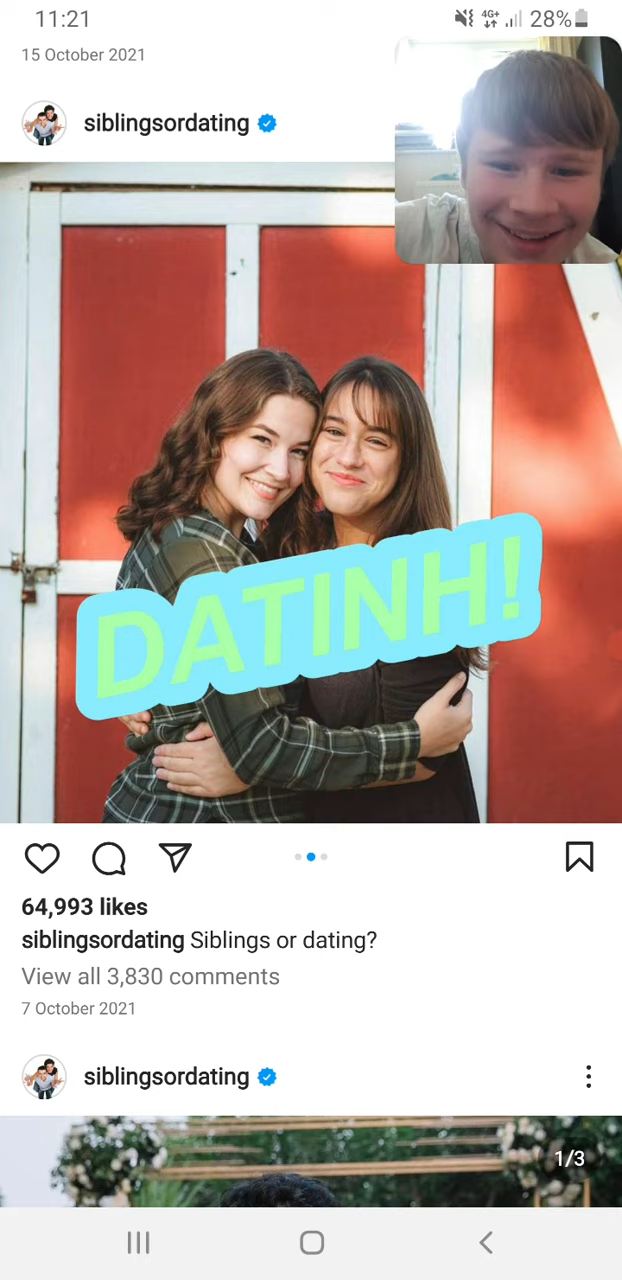 11:21
4G+
28%
15 October 2021
siblingsordating
DATINH!
64,993 likes
siblingsordating Siblings or dating?
View all 3,830 comments
7 October 2021
siblingsordating
1/3